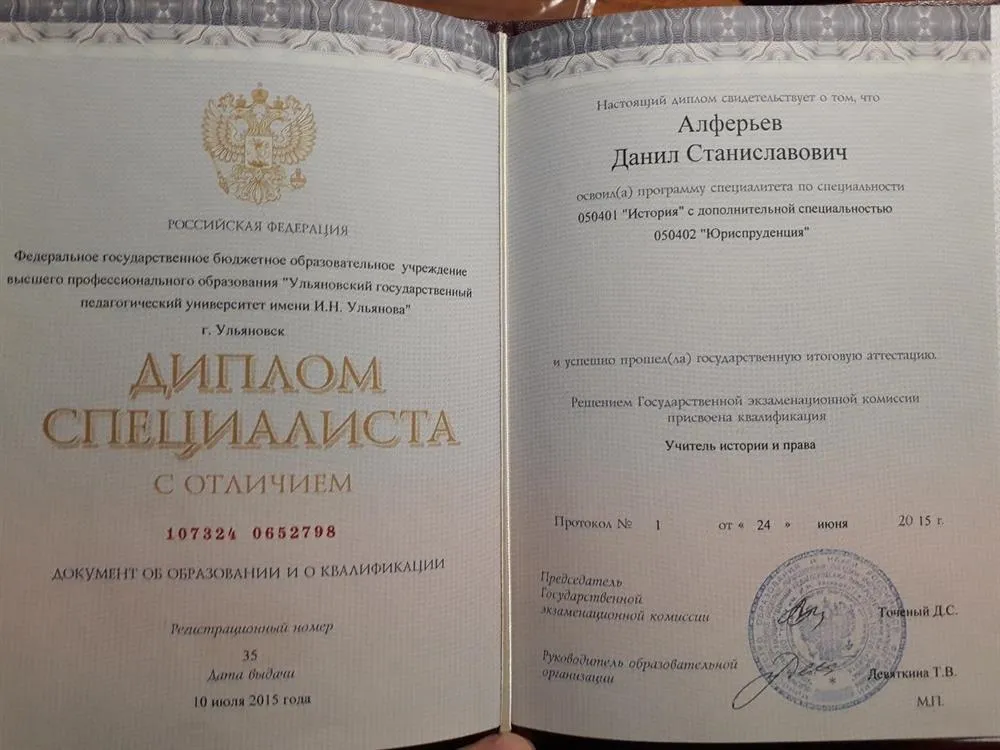 РОССИЙСКАЯ ФЕДЕРАЦИЯ
Федеральное государственное бюджетное образовательное учреждение
высшего профессионального образования "Ульяновский государственный
педагогический университет имени И.Н. Ульянова"
г. Ульяновск
ДИПЛОМ
СПЕЦИАЛИСТА
С ОТЛИЧИЕМ
107324 0652798
ДОКУМЕНТ ОБ ОБРАЗОВАНИИ И О КВАЛИФИКАЦИИ
Регистрационный номер
35
Дата выдачи
10 июля 2015 года
Настоящий диплом свидетельствует о том, что
Алферьев
Данил Станиславович
освоил(а) программу специалитета по специальности
050401 "История" с дополнительной специальностью
050402 "Юриспруденция"
и успешно прошел(ла) государственную итоговую аттестацию.
Решением Государственной экзаменационной комиссии
присвоена квалификация
Учитель истории и права
Протокол № 1 от « 24 » июня 2015 г.
Председатель
Государственной
экзаменационной комиссии
Точеный Д.С.
Руководитель образовательной
организации
Девяткина Т.В.
М.П.